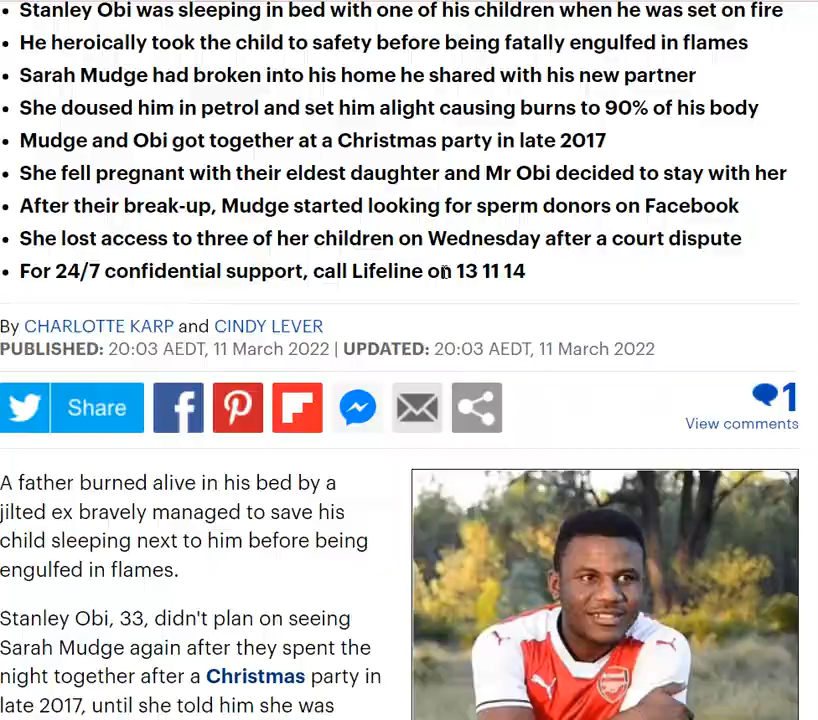 • Stanley Obi was sleeping in bed with one of his children when he was set on fire
• He heroically took the child to safety before being fatally engulfed in flames
• Sarah Mudge had broken into his home he shared with his new partner
• She doused him in petrol and set him alight causing burns to 90% of his body
• Mudge and Obi got together at a Christmas party in late 2017
• She fell pregnant with their eldest daughter and Mr Obi decided to stay with her
• After their break-up, Mudge started looking for sperm donors on Facebook
• She lost access to three of her children on Wednesday after a court dispute
• For 24/7 confidential support, call Lifeline on 13 11 14
By CHARLOTTE KARP and CINDY LEVER
PUBLISHED: 20:03 AEDT, 11 March 2022 | UPDATED: 20:03 AEDT, 11 March 2022
Share
1
View comments
A father burned alive in his bed by a
jilted ex bravely managed to save his
child sleeping next to him before being
engulfed in flames.
Stanley Obi, 33, didn't plan on seeing
Sarah Mudge again after they spent the
night together after a Christmas party in
late 2017, until she told him she was
Arsenal